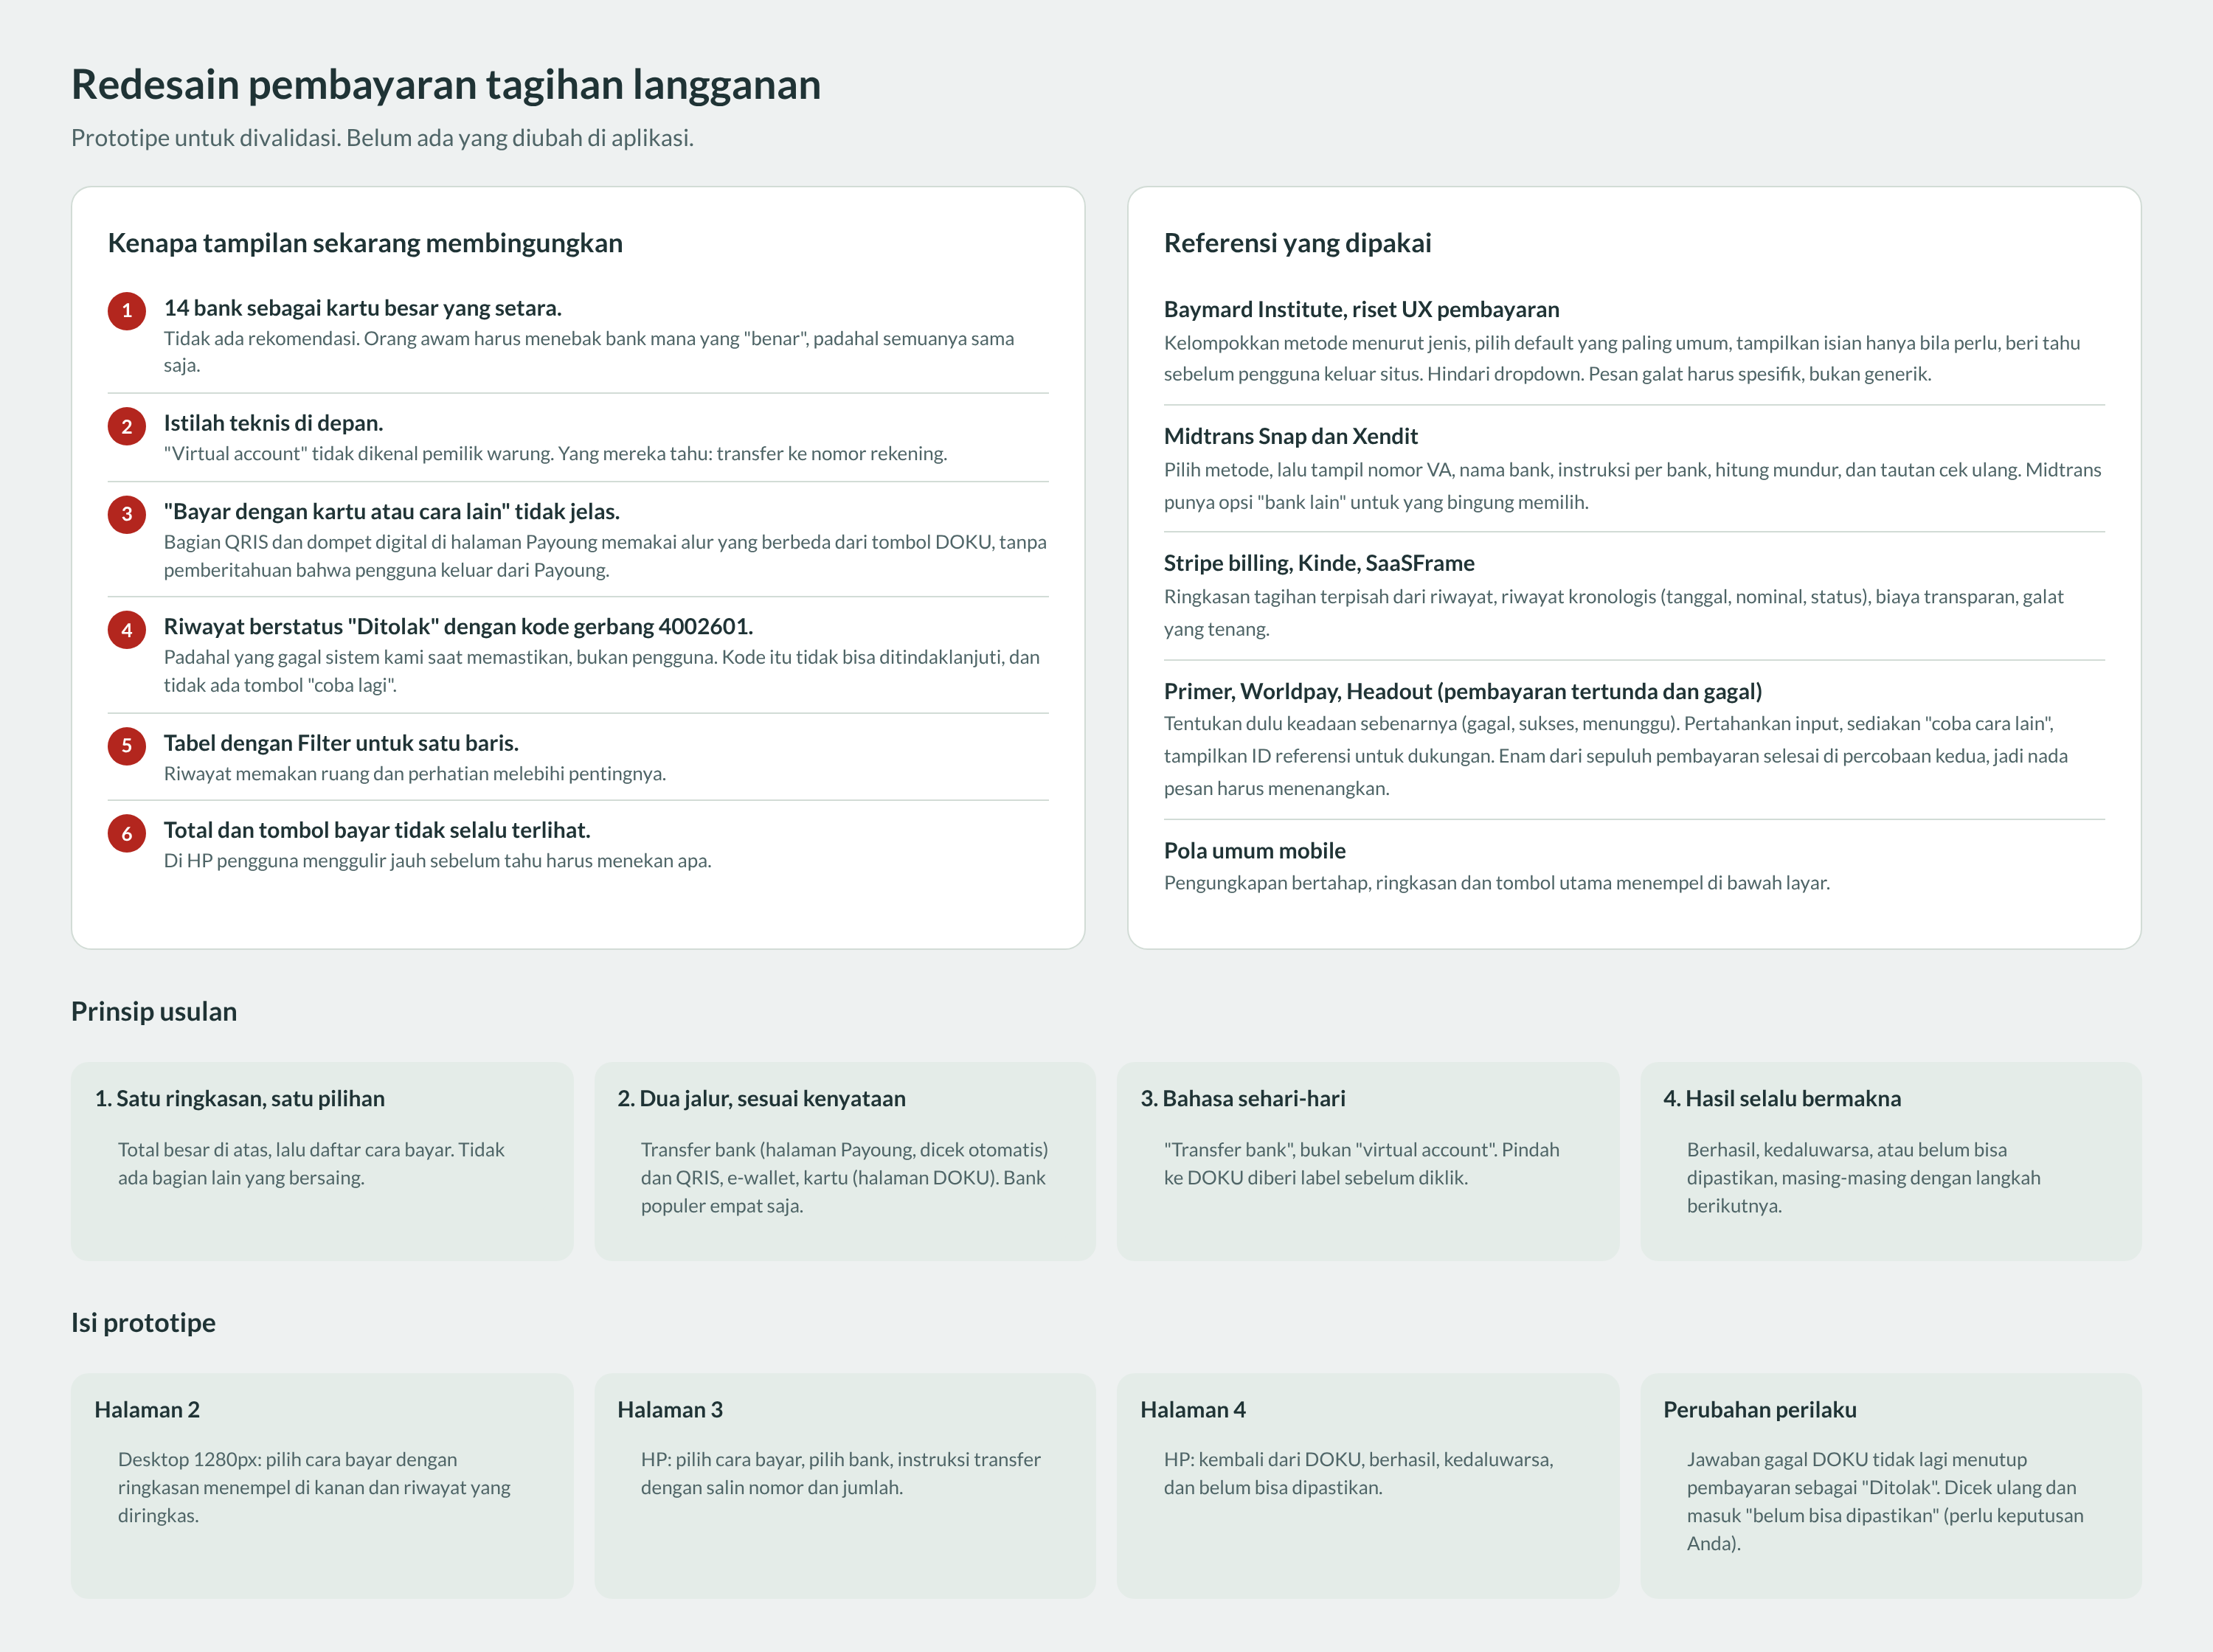 Redesain pembayaran tagihan langganan
Prototipe untuk divalidasi. Belum ada yang diubah di aplikasi.
Kenapa tampilan sekarang membingungkan
1
14 bank sebagai kartu besar yang setara.
Tidak ada rekomendasi. Orang awam harus menebak bank mana yang "benar", padahal semuanya sama
saja.
2
Istilah teknis di depan.
"Virtual account" tidak dikenal pemilik warung. Yang mereka tahu: transfer ke nomor rekening.
3
"Bayar dengan kartu atau cara lain" tidak jelas.
Bagian QRIS dan dompet digital di halaman Payoung memakai alur yang berbeda dari tombol DOKU, tanpa
pemberitahuan bahwa pengguna keluar dari Payoung.
4
Riwayat berstatus "Ditolak" dengan kode gerbang 4002601.
Padahal yang gagal sistem kami saat memastikan, bukan pengguna. Kode itu tidak bisa ditindaklanjuti, dan
tidak ada tombol "coba lagi".
5
Tabel dengan Filter untuk satu baris.
Riwayat memakan ruang dan perhatian melebihi pentingnya.
6
Total dan tombol bayar tidak selalu terlihat.
Di HP pengguna menggulir jauh sebelum tahu harus menekan apa.
Referensi yang dipakai
Baymard Institute, riset UX pembayaran
Kelompokkan metode menurut jenis, pilih default yang paling umum, tampilkan isian hanya bila perlu, beri tahu
sebelum pengguna keluar situs. Hindari dropdown. Pesan galat harus spesifik, bukan generik.
Midtrans Snap dan Xendit
Pilih metode, lalu tampil nomor VA, nama bank, instruksi per bank, hitung mundur, dan tautan cek ulang. Midtrans
punya opsi "bank lain" untuk yang bingung memilih.
Stripe billing, Kinde, SaaSFrame
Ringkasan tagihan terpisah dari riwayat, riwayat kronologis (tanggal, nominal, status), biaya transparan, galat
yang tenang.
Primer, Worldpay, Headout (pembayaran tertunda dan gagal)
Tentukan dulu keadaan sebenarnya (gagal, sukses, menunggu). Pertahankan input, sediakan "coba cara lain",
tampilkan ID referensi untuk dukungan. Enam dari sepuluh pembayaran selesai di percobaan kedua, jadi nada
pesan harus menenangkan.
Pola umum mobile
Pengungkapan bertahap, ringkasan dan tombol utama menempel di bawah layar.
Prinsip usulan
1. Satu ringkasan, satu pilihan
Total besar di atas, lalu daftar cara bayar. Tidak
ada bagian lain yang bersaing.
2. Dua jalur, sesuai kenyataan
Transfer bank (halaman Payoung, dicek otomatis)
dan QRIS, e-wallet, kartu (halaman DOKU). Bank
populer empat saja.
3. Bahasa sehari-hari
"Transfer bank", bukan "virtual account". Pindah
ke DOKU diberi label sebelum diklik.
4. Hasil selalu bermakna
Berhasil, kedaluwarsa, atau belum bisa
dipastikan, masing-masing dengan langkah
berikutnya.
Isi prototipe
Halaman 2
Desktop 1280px: pilih cara bayar dengan
ringkasan menempel di kanan dan riwayat yang
diringkas.
Halaman 3
HP: pilih cara bayar, pilih bank, instruksi transfer
dengan salin nomor dan jumlah.
Halaman 4
HP: kembali dari DOKU, berhasil, kedaluwarsa,
dan belum bisa dipastikan.
Perubahan perilaku
Jawaban gagal DOKU tidak lagi menutup
pembayaran sebagai "Ditolak". Dicek ulang dan
masuk "belum bisa dipastikan" (perlu keputusan
Anda).